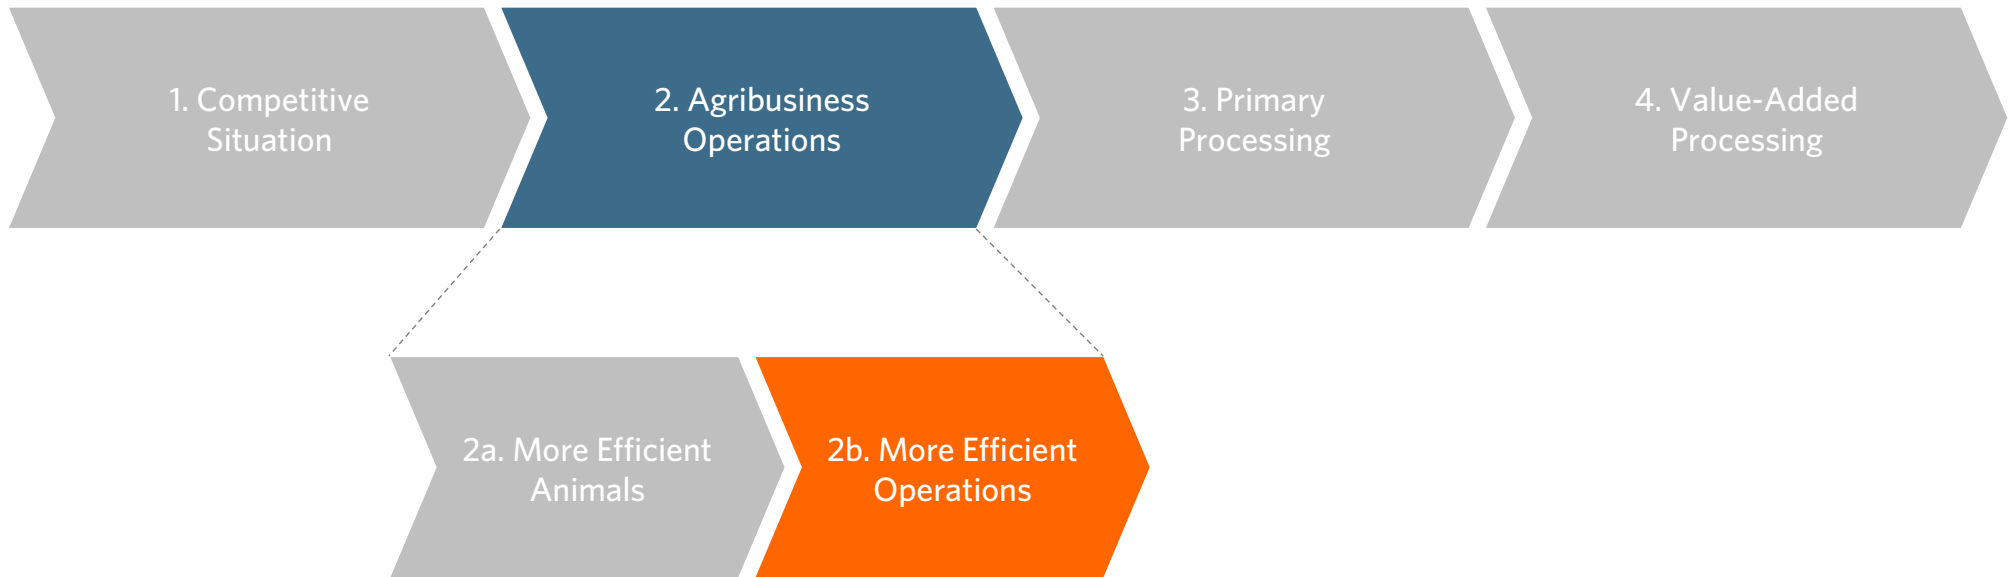 1. Competitive
Situation
2. Agribusiness
Operations
3. Primary
Processing
4. Value-Added
Processing
2a. More Efficient
Animals
2b. More Efficient
Operations